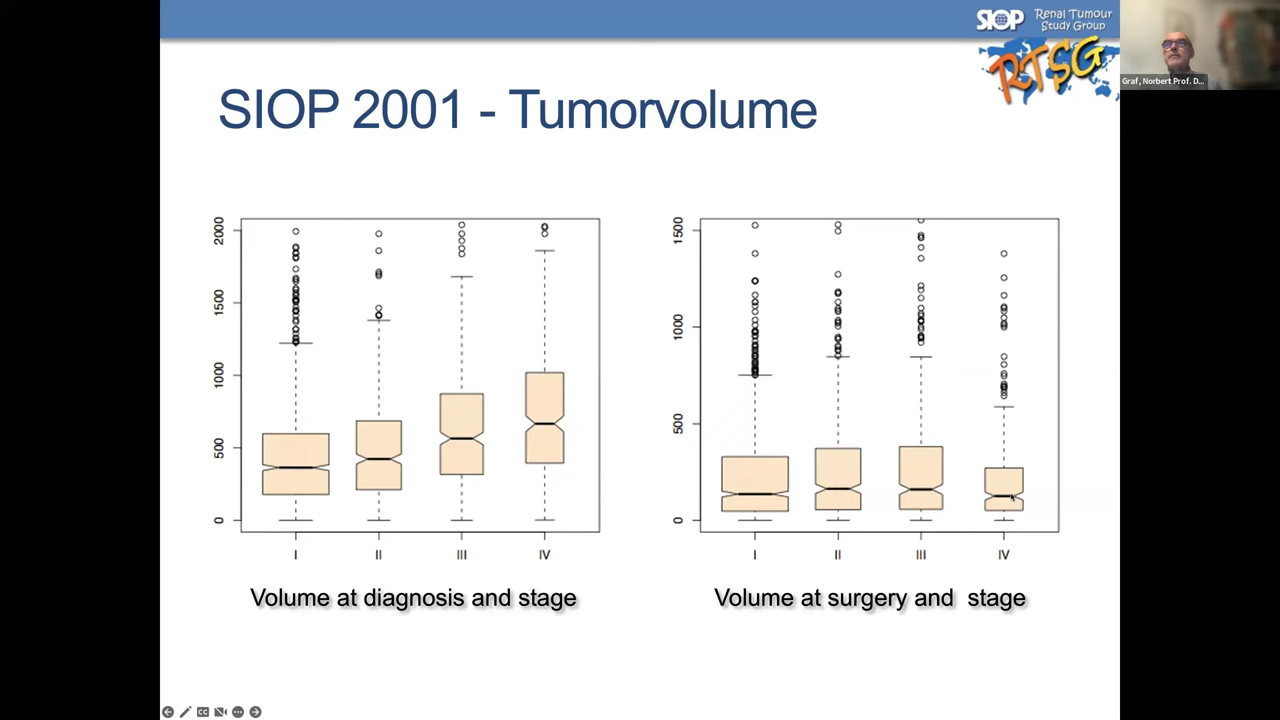 SIOP
Renal Tumour
Study Group
RTSG
Graf, Norbert Prof. D...
SIOP 2001 - Tumorvolume
2000
1500
1000
500
0
I
II
III
IV
Volume at diagnosis and stage
1500
1000
500
0
I
II
III
IV
Volume at surgery and  stage
CC